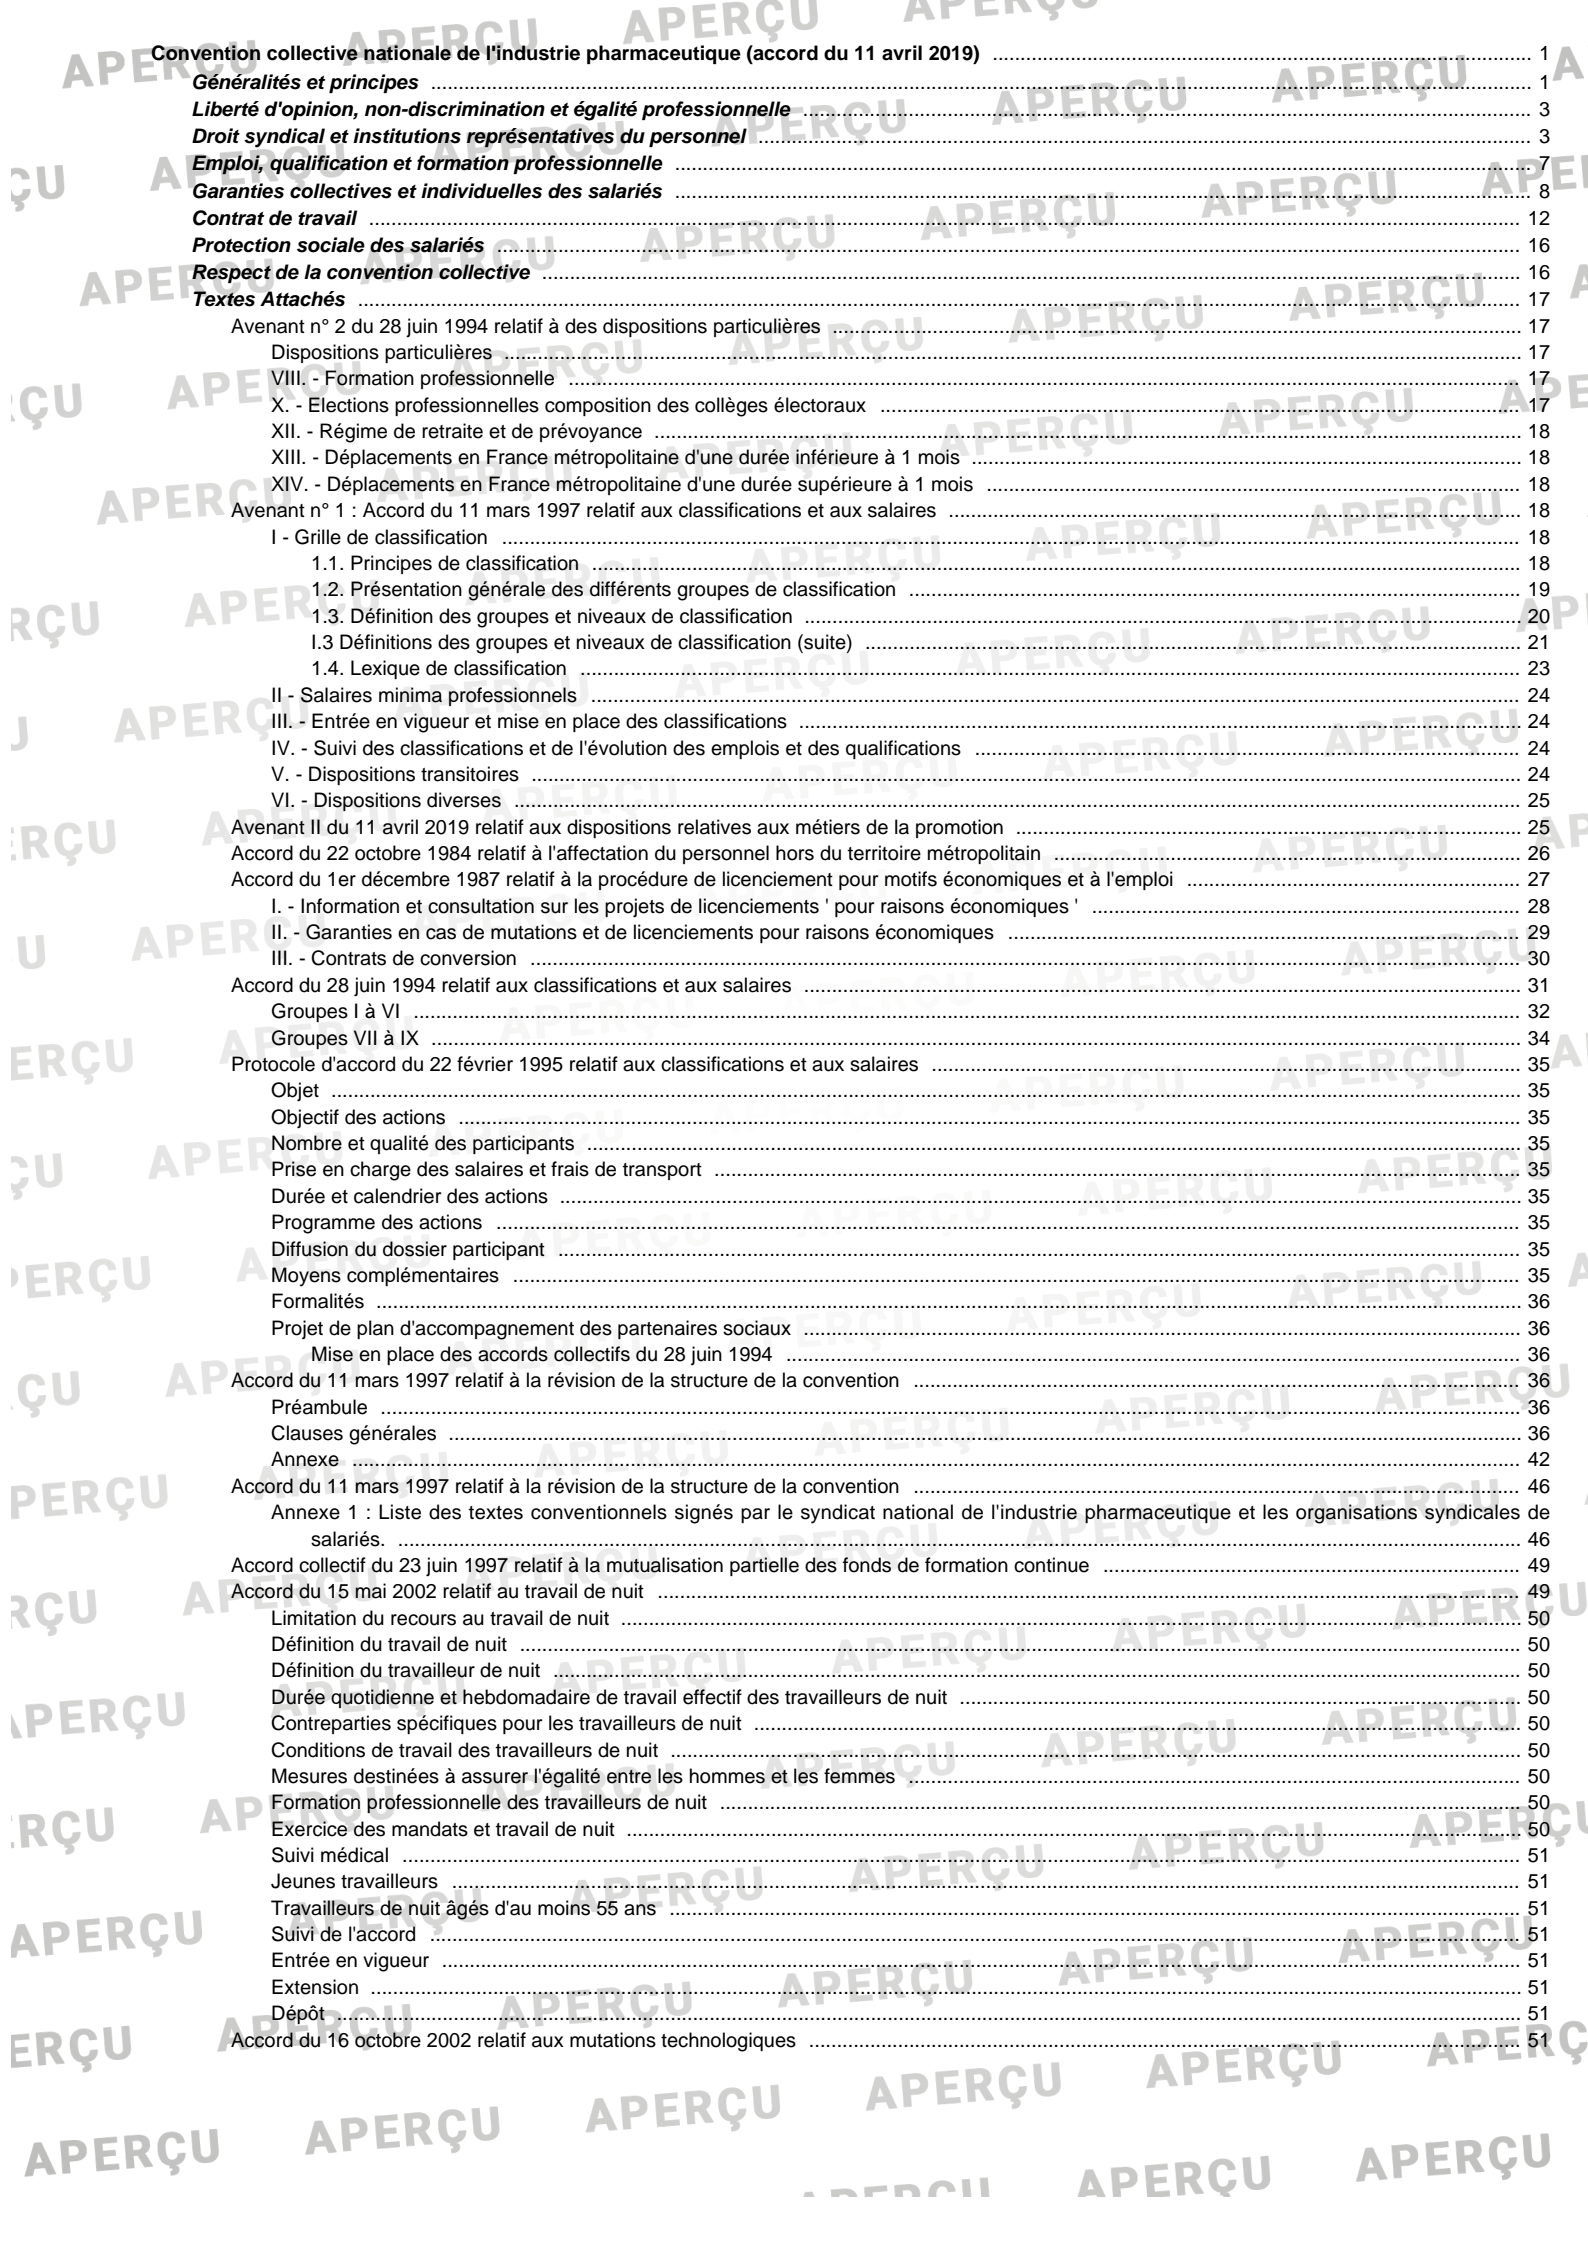 Convention collective nationale de l'industrie pharmaceutique (accord du 11 avril 2019) 1
Généralités et principes 1
Liberté d'opinion, non-discrimination et égalité professionnelle 3
Droit syndical et institutions représentatives du personnel 3
Emploi, qualification et formation professionnelle 7
Garanties collectives et individuelles des salariés 8
Contrat de travail 12
Protection sociale des salariés 16
Respect de la convention collective 16
Textes Attachés 17
Avenant n° 2 du 28 juin 1994 relatif à des dispositions particulières 17
Dispositions particulières 17
VIII. - Formation professionnelle 17
X. - Elections professionnelles composition des collèges électoraux 17
XII. - Régime de retraite et de prévoyance 18
XIII. - Déplacements en France métropolitaine d'une durée inférieure à 1 mois 18
XIV. - Déplacements en France métropolitaine d'une durée supérieure à 1 mois 18
Avenant n° 1 : Accord du 11 mars 1997 relatif aux classifications et aux salaires 18
I - Grille de classification 18
1.1. Principes de classification 18
1.2. Présentation générale des différents groupes de classification 19
1.3. Définition des groupes et niveaux de classification 20
I.3 Définitions des groupes et niveaux de classification (suite) 21
1.4. Lexique de classification 23
II - Salaires minima professionnels 24
III. - Entrée en vigueur et mise en place des classifications 24
IV. - Suivi des classifications et de l'évolution des emplois et des qualifications 24
V. - Dispositions transitoires 24
VI. - Dispositions diverses 25
Avenant II du 11 avril 2019 relatif aux dispositions relatives aux métiers de la promotion 25
Accord du 22 octobre 1984 relatif à l'affectation du personnel hors du territoire métropolitain 26
Accord du 1er décembre 1987 relatif à la procédure de licenciement pour motifs économiques et à l'emploi 27
I. - Information et consultation sur les projets de licenciements ' pour raisons économiques ' 28
II. - Garanties en cas de mutations et de licenciements pour raisons économiques 29
III. - Contrats de conversion 30
Accord du 28 juin 1994 relatif aux classifications et aux salaires 31
Groupes I à VI 32
Groupes VII à IX 34
Protocole d'accord du 22 février 1995 relatif aux classifications et aux salaires 35
Objet 35
Objectif des actions 35
Nombre et qualité des participants 35
Prise en charge des salaires et frais de transport 35
Durée et calendrier des actions 35
Programme des actions 35
Diffusion du dossier participant 35
Moyens complémentaires 35
Formalités 36
Projet de plan d'accompagnement des partenaires sociaux 36
Mise en place des accords collectifs du 28 juin 1994 36
Accord du 11 mars 1997 relatif à la révision de la structure de la convention 36
Préambule 36
Clauses générales 36
Annexe 42
Accord du 11 mars 1997 relatif à la révision de la structure de la convention 46
Annexe 1 : Liste des textes conventionnels signés par le syndicat national de l'industrie pharmaceutique et les organisations syndicales de
salariés. 46
Accord collectif du 23 juin 1997 relatif à la mutualisation partielle des fonds de formation continue 49
Accord du 15 mai 2002 relatif au travail de nuit 49
Limitation du recours au travail de nuit 50
Définition du travail de nuit 50
Définition du travailleur de nuit 50
Durée quotidienne et hebdomadaire de travail effectif des travailleurs de nuit 50
Contreparties spécifiques pour les travailleurs de nuit 50
Conditions de travail des travailleurs de nuit 50
Mesures destinées à assurer l'égalité entre les hommes et les femmes 50
Formation professionnelle des travailleurs de nuit 50
Exercice des mandats et travail de nuit 50
Suivi médical 51
Jeunes travailleurs 51
Travailleurs de nuit âgés d'au moins 55 ans 51
Suivi de l'accord 51
Entrée en vigueur 51
Extension 51
Dépôt 51
Accord du 16 octobre 2002 relatif aux mutations technologiques 51
APERÇU